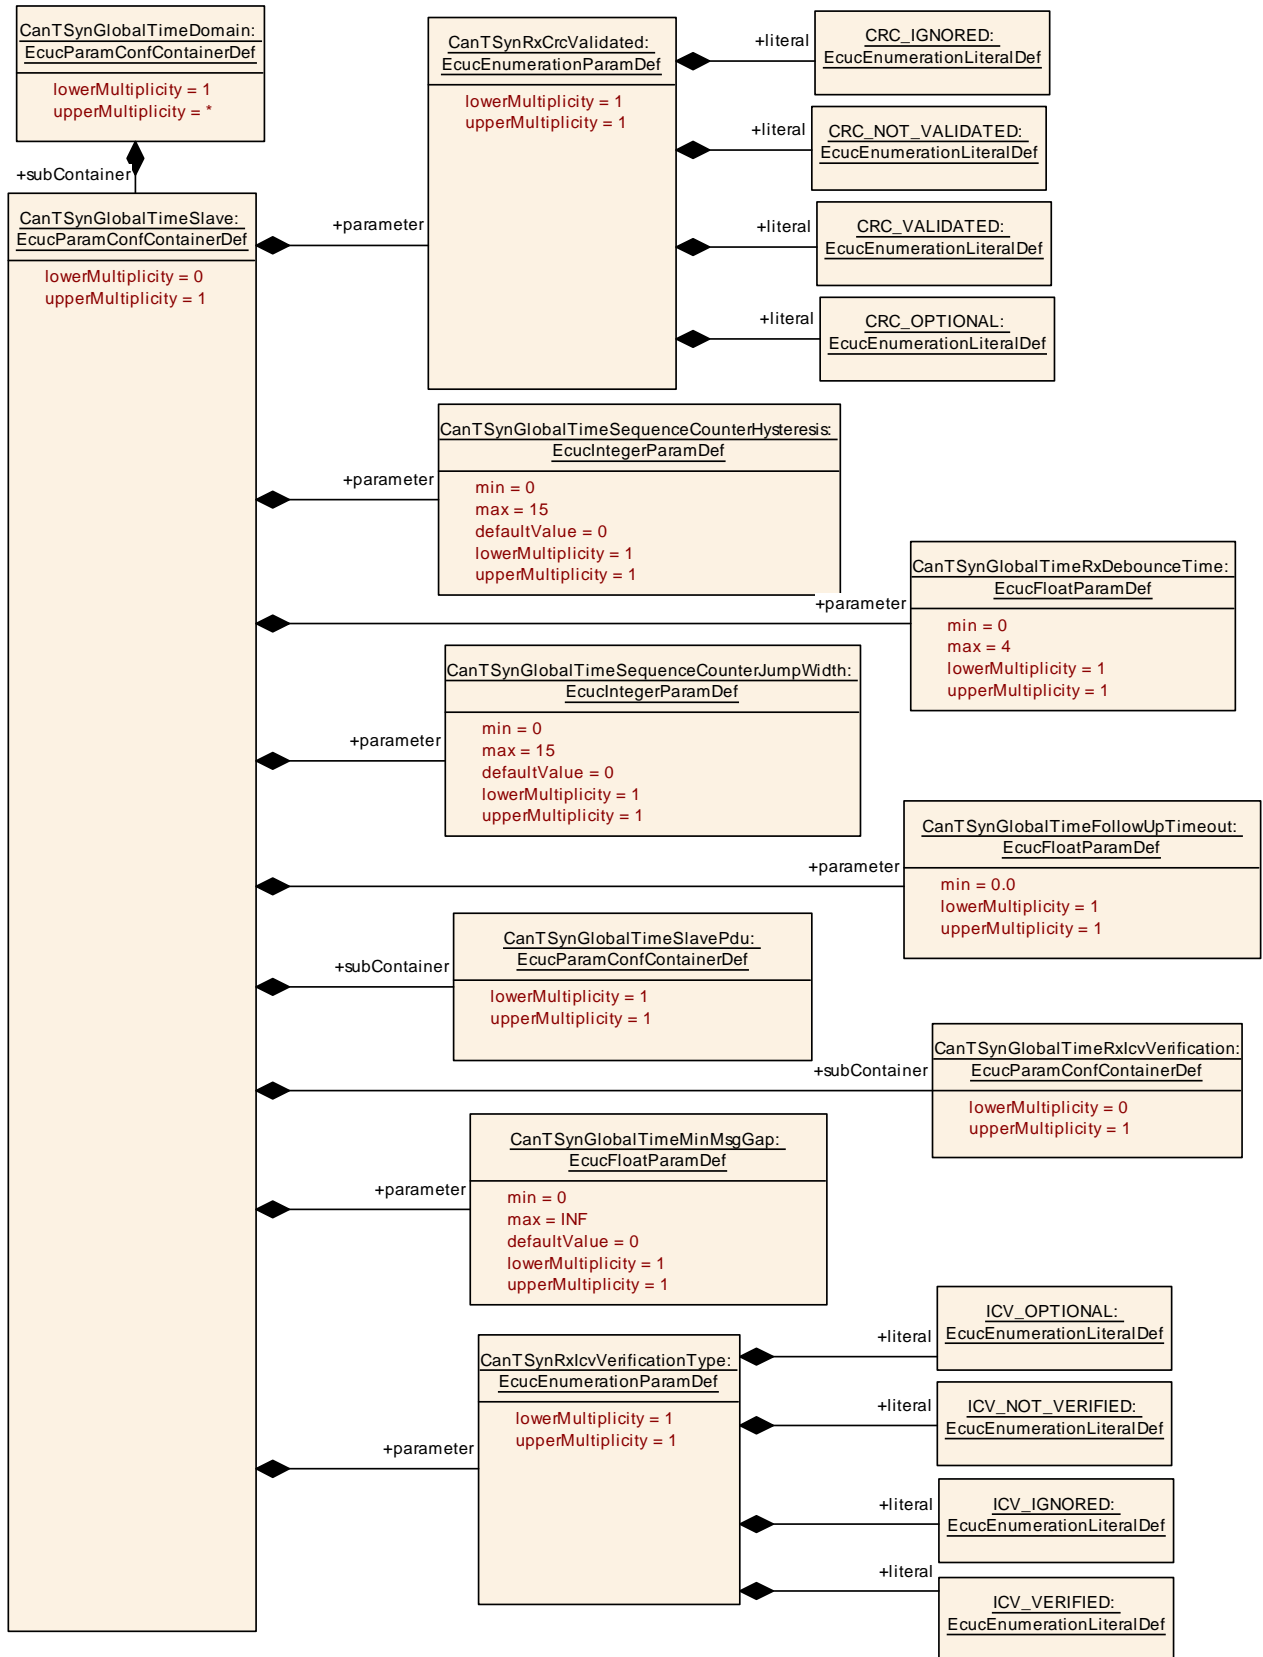 CanTSynGlobalTimeDomain:
EcucParamConfContainerDef
lowerMultiplicity = 1
upperMultiplicity = *
+subContainer
CanTSynGlobalTimeSlave:
EcucParamConfContainerDef
lowerMultiplicity = 0
upperMultiplicity = 1
+parameter
CanTSynRxCrcValidated:
EcucEnumerationParamDef
lowerMultiplicity = 1
upperMultiplicity = 1
+literal
CRC_IGNORED:
EcucEnumerationLiteralDef
+literal
CRC_NOT_VALIDATED:
EcucEnumerationLiteralDef
+literal
CRC_VALIDATED:
EcucEnumerationLiteralDef
+literal
CRC_OPTIONAL:
EcucEnumerationLiteralDef
+parameter
CanTSynGlobalTimeSequenceCounterHysteresis:
EcucIntegerParamDef
min = 0
max = 15
defaultValue = 0
lowerMultiplicity = 1
upperMultiplicity = 1
+parameter
CanTSynGlobalTimeRxDebounceTime:
EcucFloatParamDef
min = 0
max = 4
lowerMultiplicity = 1
upperMultiplicity = 1
+parameter
CanTSynGlobalTimeSequenceCounterJumpWidth:
EcucIntegerParamDef
min = 0
max = 15
defaultValue = 0
lowerMultiplicity = 1
upperMultiplicity = 1
+parameter
CanTSynGlobalTimeFollowUpTimeout:
EcucFloatParamDef
min = 0.0
lowerMultiplicity = 1
upperMultiplicity = 1
+subContainer
CanTSynGlobalTimeSlavePdu:
EcucParamConfContainerDef
lowerMultiplicity = 1
upperMultiplicity = 1
+subContainer
CanTSynGlobalTimeRxIcvVerification:
EcucParamConfContainerDef
lowerMultiplicity = 0
upperMultiplicity = 1
+parameter
CanTSynGlobalTimeMinMsgGap:
EcucFloatParamDef
min = 0
max = INF
defaultValue = 0
lowerMultiplicity = 1
upperMultiplicity = 1
+parameter
CanTSynRxIcvVerificationType:
EcucEnumerationParamDef
lowerMultiplicity = 1
upperMultiplicity = 1
+literal
ICV_OPTIONAL:
EcucEnumerationLiteralDef
+literal
ICV_NOT_VERIFIED:
EcucEnumerationLiteralDef
+literal
ICV_IGNORED:
EcucEnumerationLiteralDef
+literal
ICV_VERIFIED:
EcucEnumerationLiteralDef